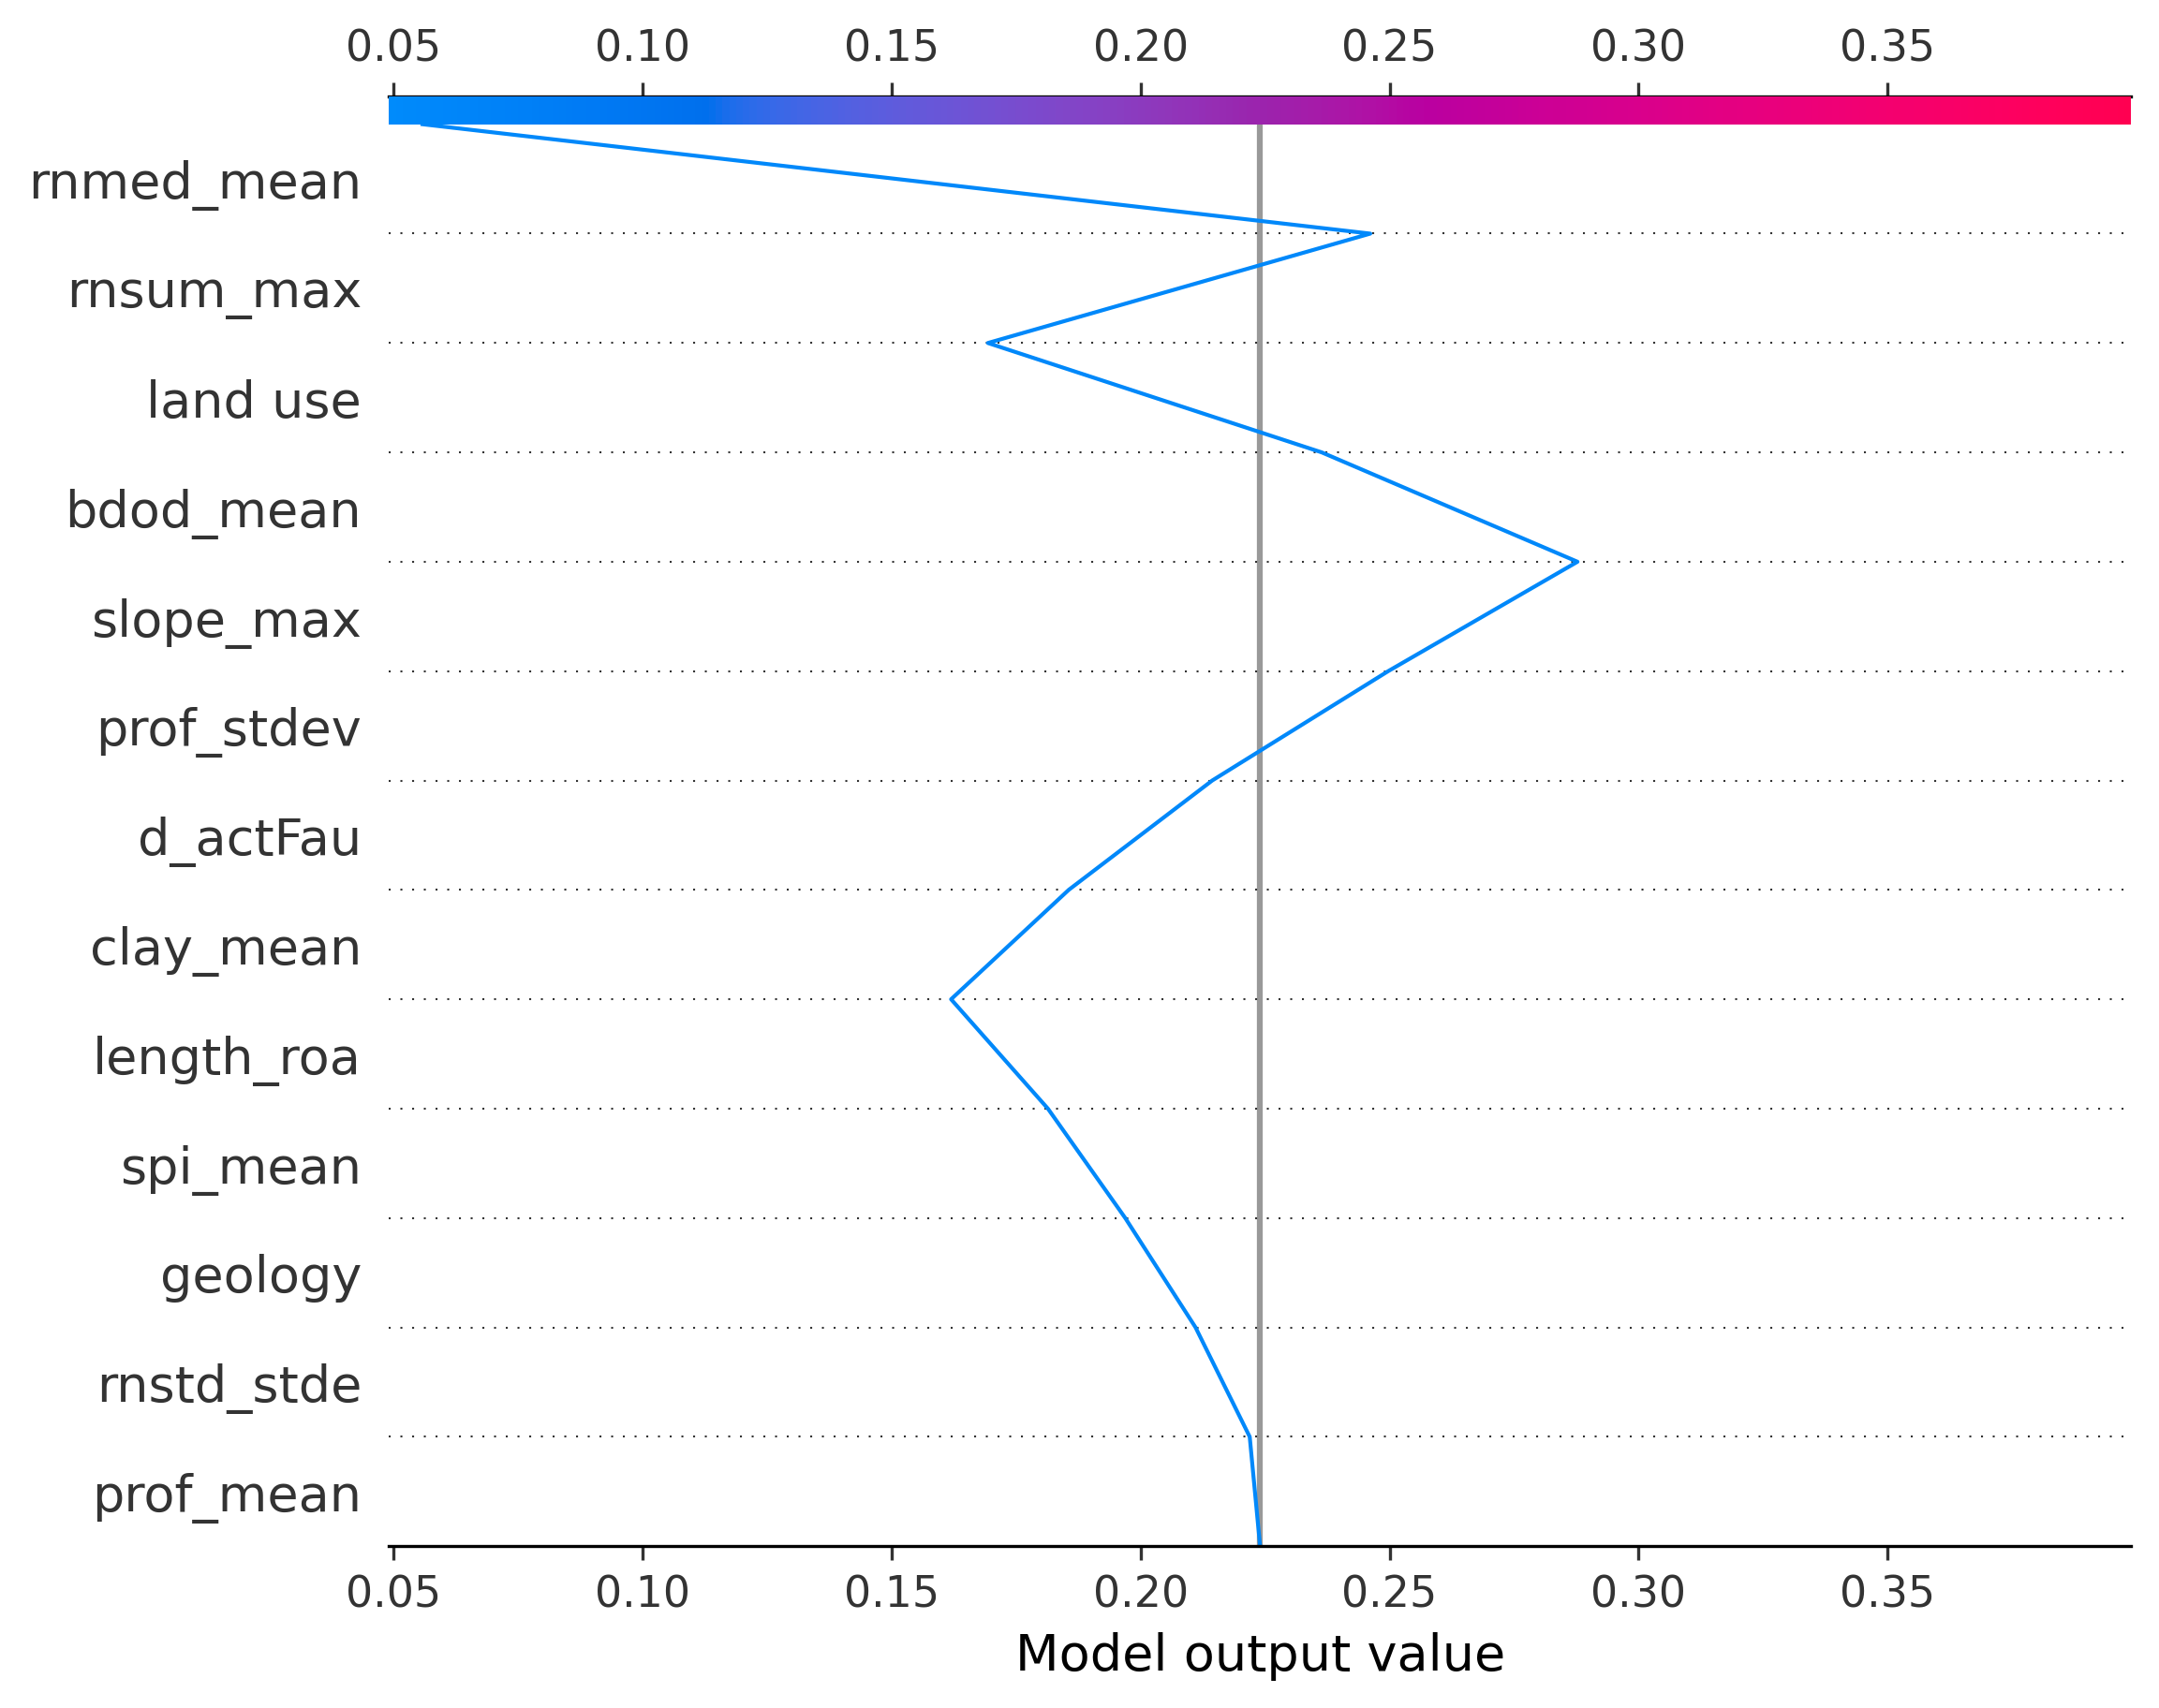 0.05 0.10 0.15 0.20 0.25 0.30 0.35
rnmed_mean
rnsum_max
land use
bdod_mean
slope_max
prof_stdev
d_actFau
clay_mean
length_roa
spi_mean
geology
rnstd_stde
prof_mean
0.05 0.10 0.15 0.20 0.25 0.30 0.35
Model output value